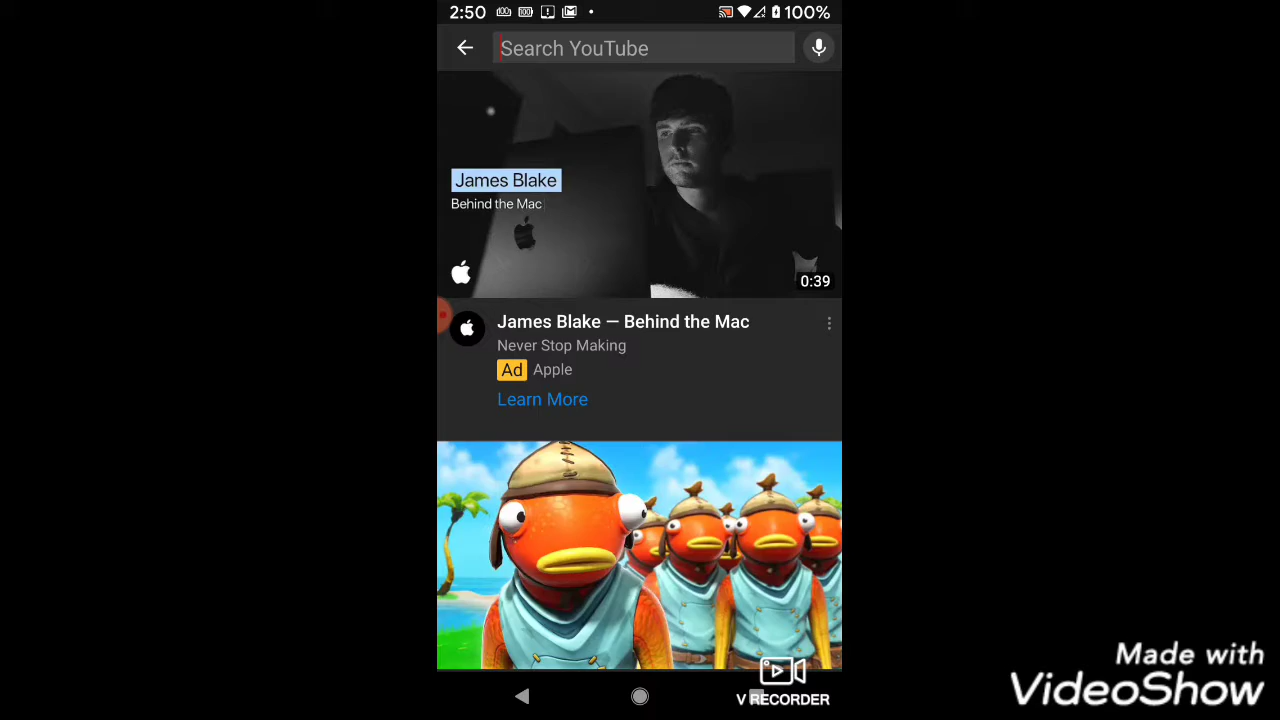 2:50
100%
Search YouTube
James Blake
Behind the Mac
0:39
James Blake — Behind the Mac
Never Stop Making
Ad Apple
Learn More
V RECORDER
Made with
VideoShow